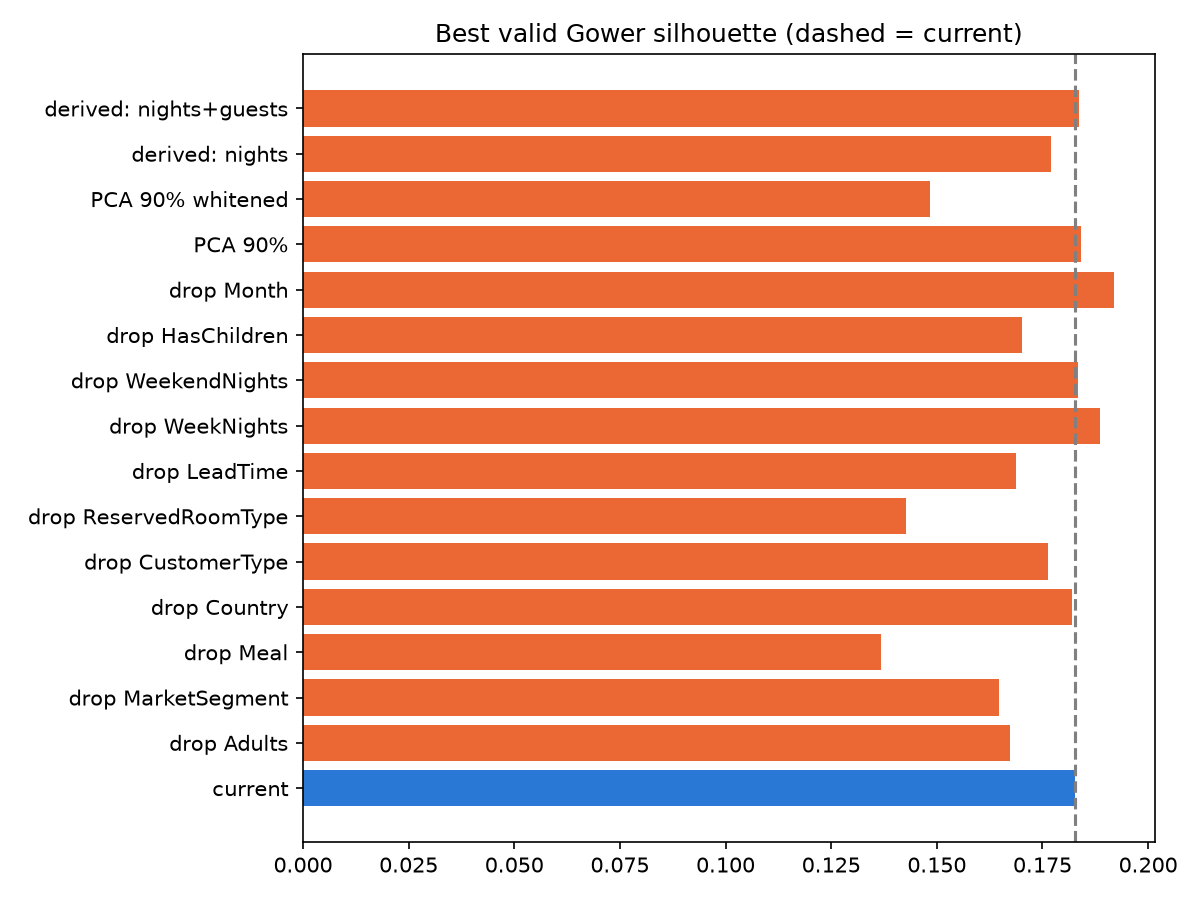 Best valid Gower silhouette (dashed = current)
derived: nights+guests
derived: nights
PCA 90% whitened
PCA 90%
drop Month
drop HasChildren
drop WeekendNights
drop WeekNights
drop LeadTime
drop ReservedRoomType
drop CustomerType
drop Country
drop Meal
drop MarketSegment
drop Adults
current
0.000 0.025 0.050 0.075 0.100 0.125 0.150 0.175 0.200